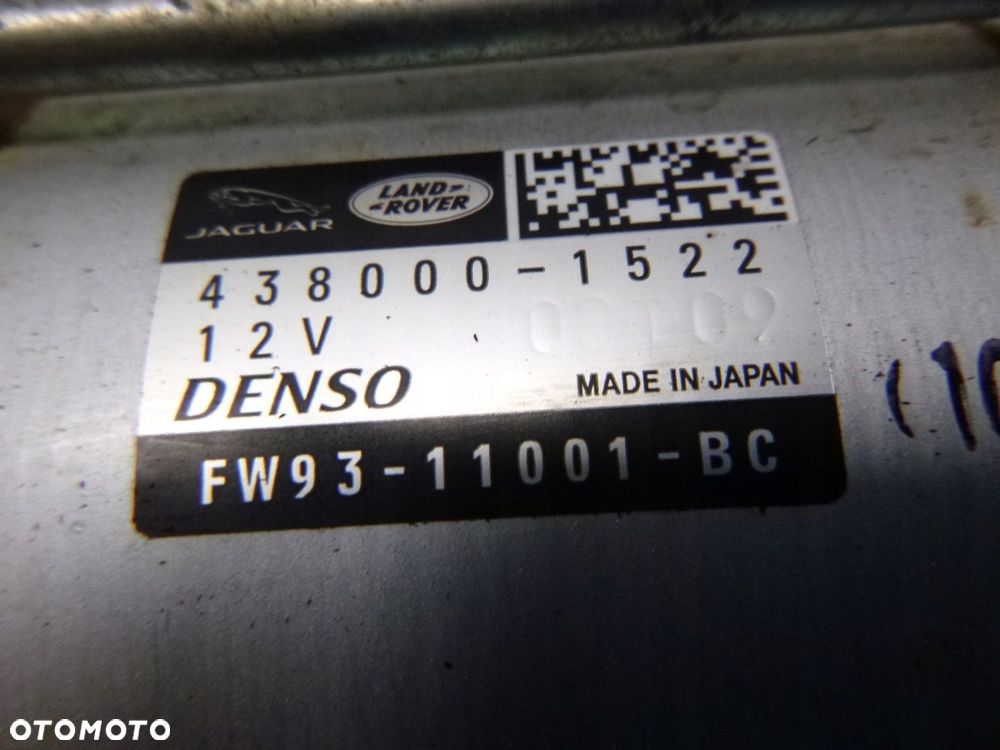 JAGUAR
LAND-
-ROVER
438000-1522
12V
DENSO
MADE IN JAPAN
FW93-11001-BC
OTOMOTO